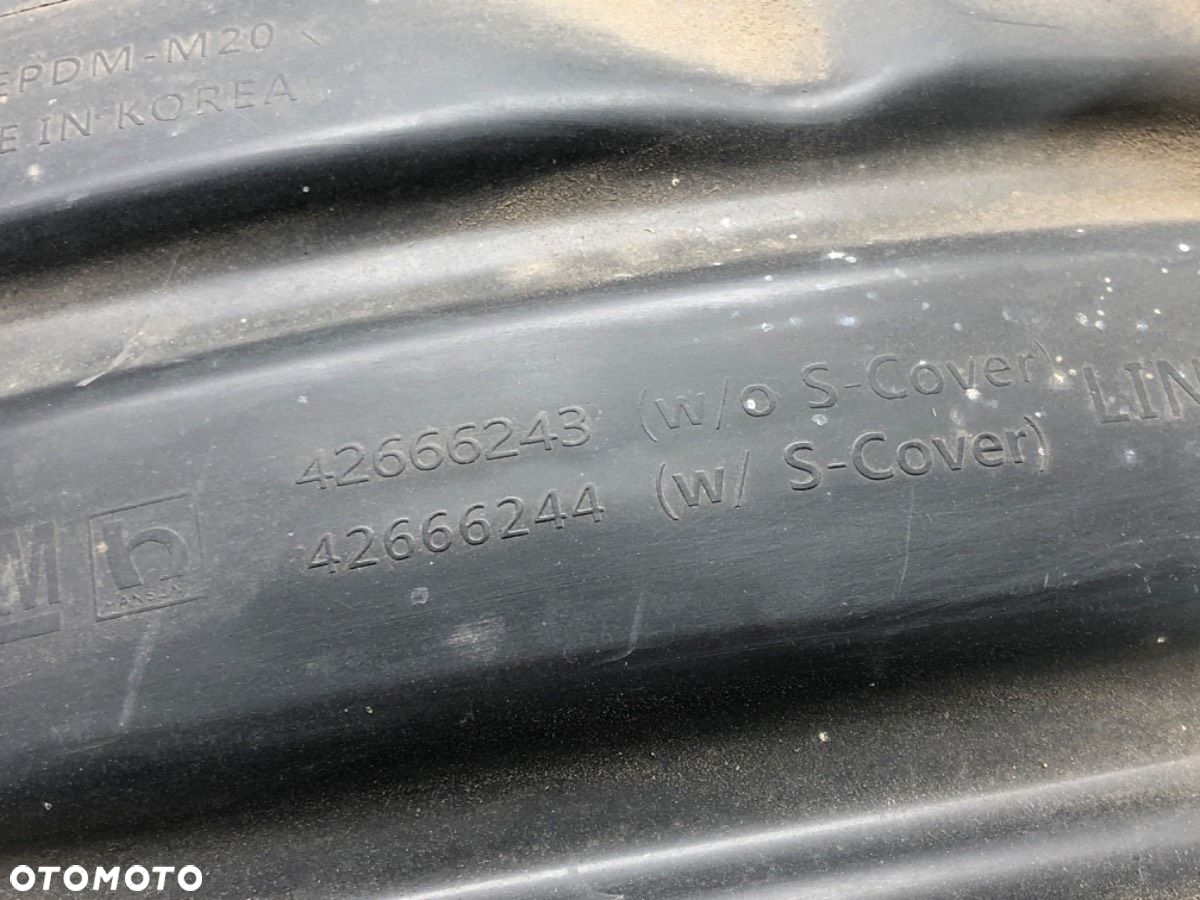 EPDM-M20
E IN KOREA
42666243 (w/o S-Cover) LIN
42666244 (w/ S-Cover)
M
OTOMOTO